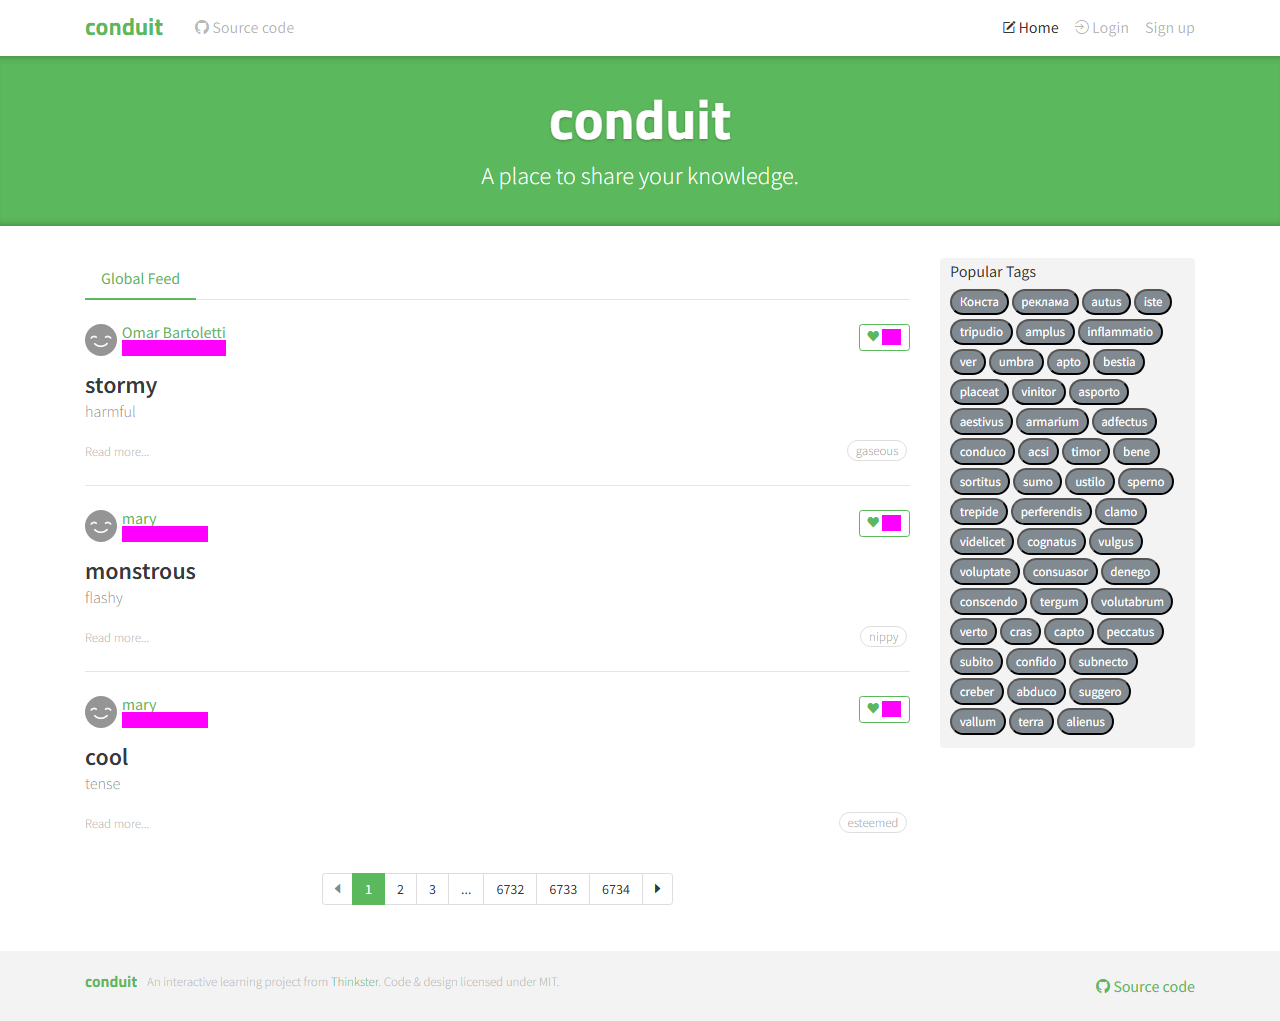 conduit Source code Home Login Sign up
conduit
A place to share your knowledge.
Global Feed
Omar Bartoletti
stormy
harmful
Read more...
gaseous
mary
monstrous
flashy
Read more...
nippy
mary
cool
tense
Read more...
esteemed
1 2 3 ... 6732 6733 6734
Popular Tags
Конста реклама autus iste
tripudio amplus inflammatio
ver umbra apto bestia
placeat vinitor asporto
aestivus armarium adfectus
conduco acsi timor bene
sortitus sumo ustilo sperno
trepide perferendis clamo
videlicet cognatus vulgus
voluptate consuasor denego
conscendo tergum volutabrum
verto cras capto peccatus
subito confido subnecto
creber abduco suggero
vallum terra alienus
conduit An interactive learning project from Thinkster. Code & design licensed under MIT.
Source code